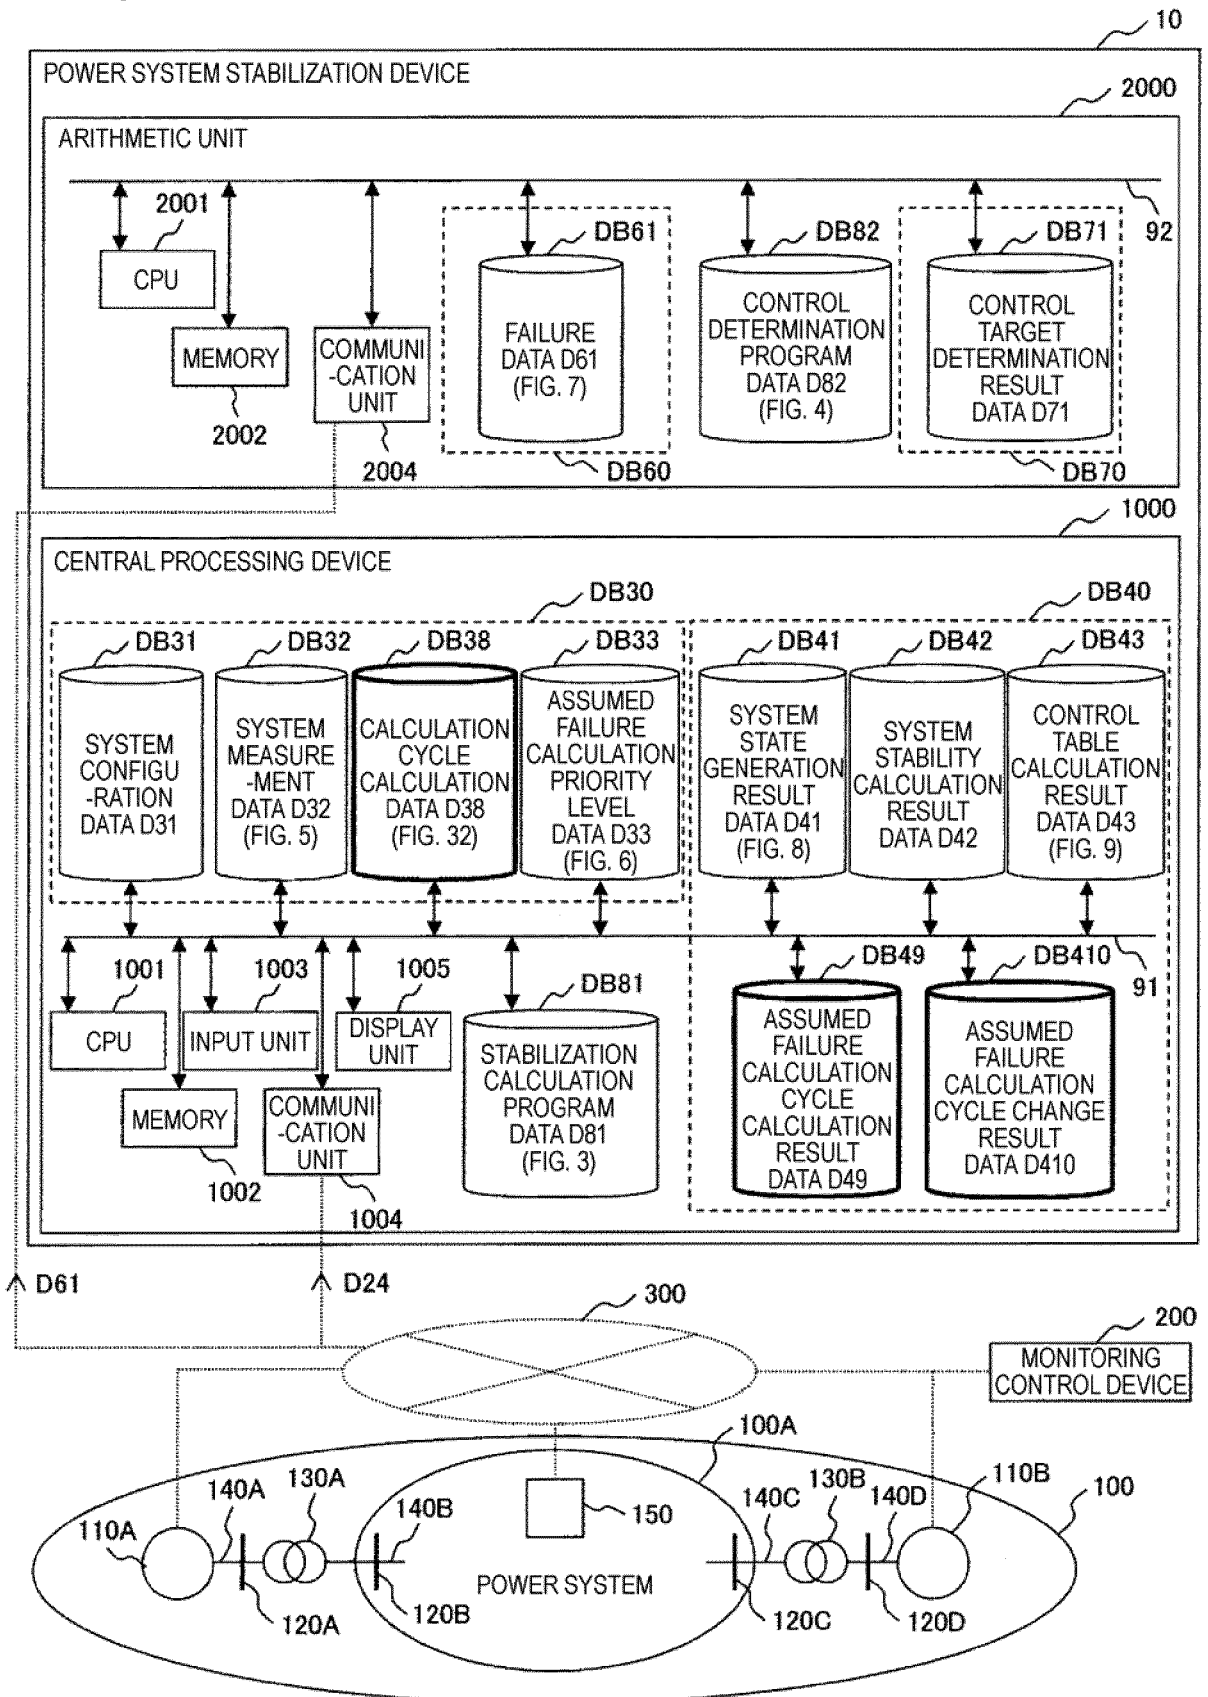 10
POWER SYSTEM STABILIZATION DEVICE
2000
ARITHMETIC UNIT
2001
92
DB61
DB82
DB71
CPU
MEMORY
2002
COMMUNI
-CATION
UNIT
2004
FAILURE
DATA D61
(FIG. 7)
DB60
CONTROL
DETERMINATION
PROGRAM
DATA D82
(FIG. 4)
CONTROL
TARGET
DETERMINATION
RESULT
DATA D71
DB70
1000
CENTRAL PROCESSING DEVICE
DB30
DB40
DB31
DB32
DB38
DB33
DB41
DB42
DB43
SYSTEM
CONFIGU
-RATION
DATA D31
SYSTEM
MEASURE
-MENT
DATA D32
(FIG. 5)
CALCULATION
CYCLE
CALCULATION
DATA D38
(FIG. 32)
ASSUMED
FAILURE
CALCULATION
PRIORITY
LEVEL
DATA D33
(FIG. 6)
SYSTEM
STATE
GENERATION
RESULT
DATA D41
(FIG. 8)
SYSTEM
STABILITY
CALCULATION
RESULT
DATA D42
CONTROL
TABLE
CALCULATION
RESULT
DATA D43
(FIG. 9)
1001
1003
1005
DB81
DB49
DB410
91
CPU
INPUT UNIT
DISPLAY
UNIT
MEMORY
1002
COMMUNI
-CATION
UNIT
1004
STABILIZATION
CALCULATION
PROGRAM
DATA D81
(FIG. 3)
ASSUMED
FAILURE
CALCULATION
CYCLE
CALCULATION
RESULT
DATA D49
ASSUMED
FAILURE
CALCULATION
CYCLE CHANGE
RESULT
DATA D410
D61
D24
300
200
MONITORING
CONTROL DEVICE
100A
110A
140A
130A
140B
150
140C
130B
140D
110B
100
120A
120B
POWER SYSTEM
120C
120D